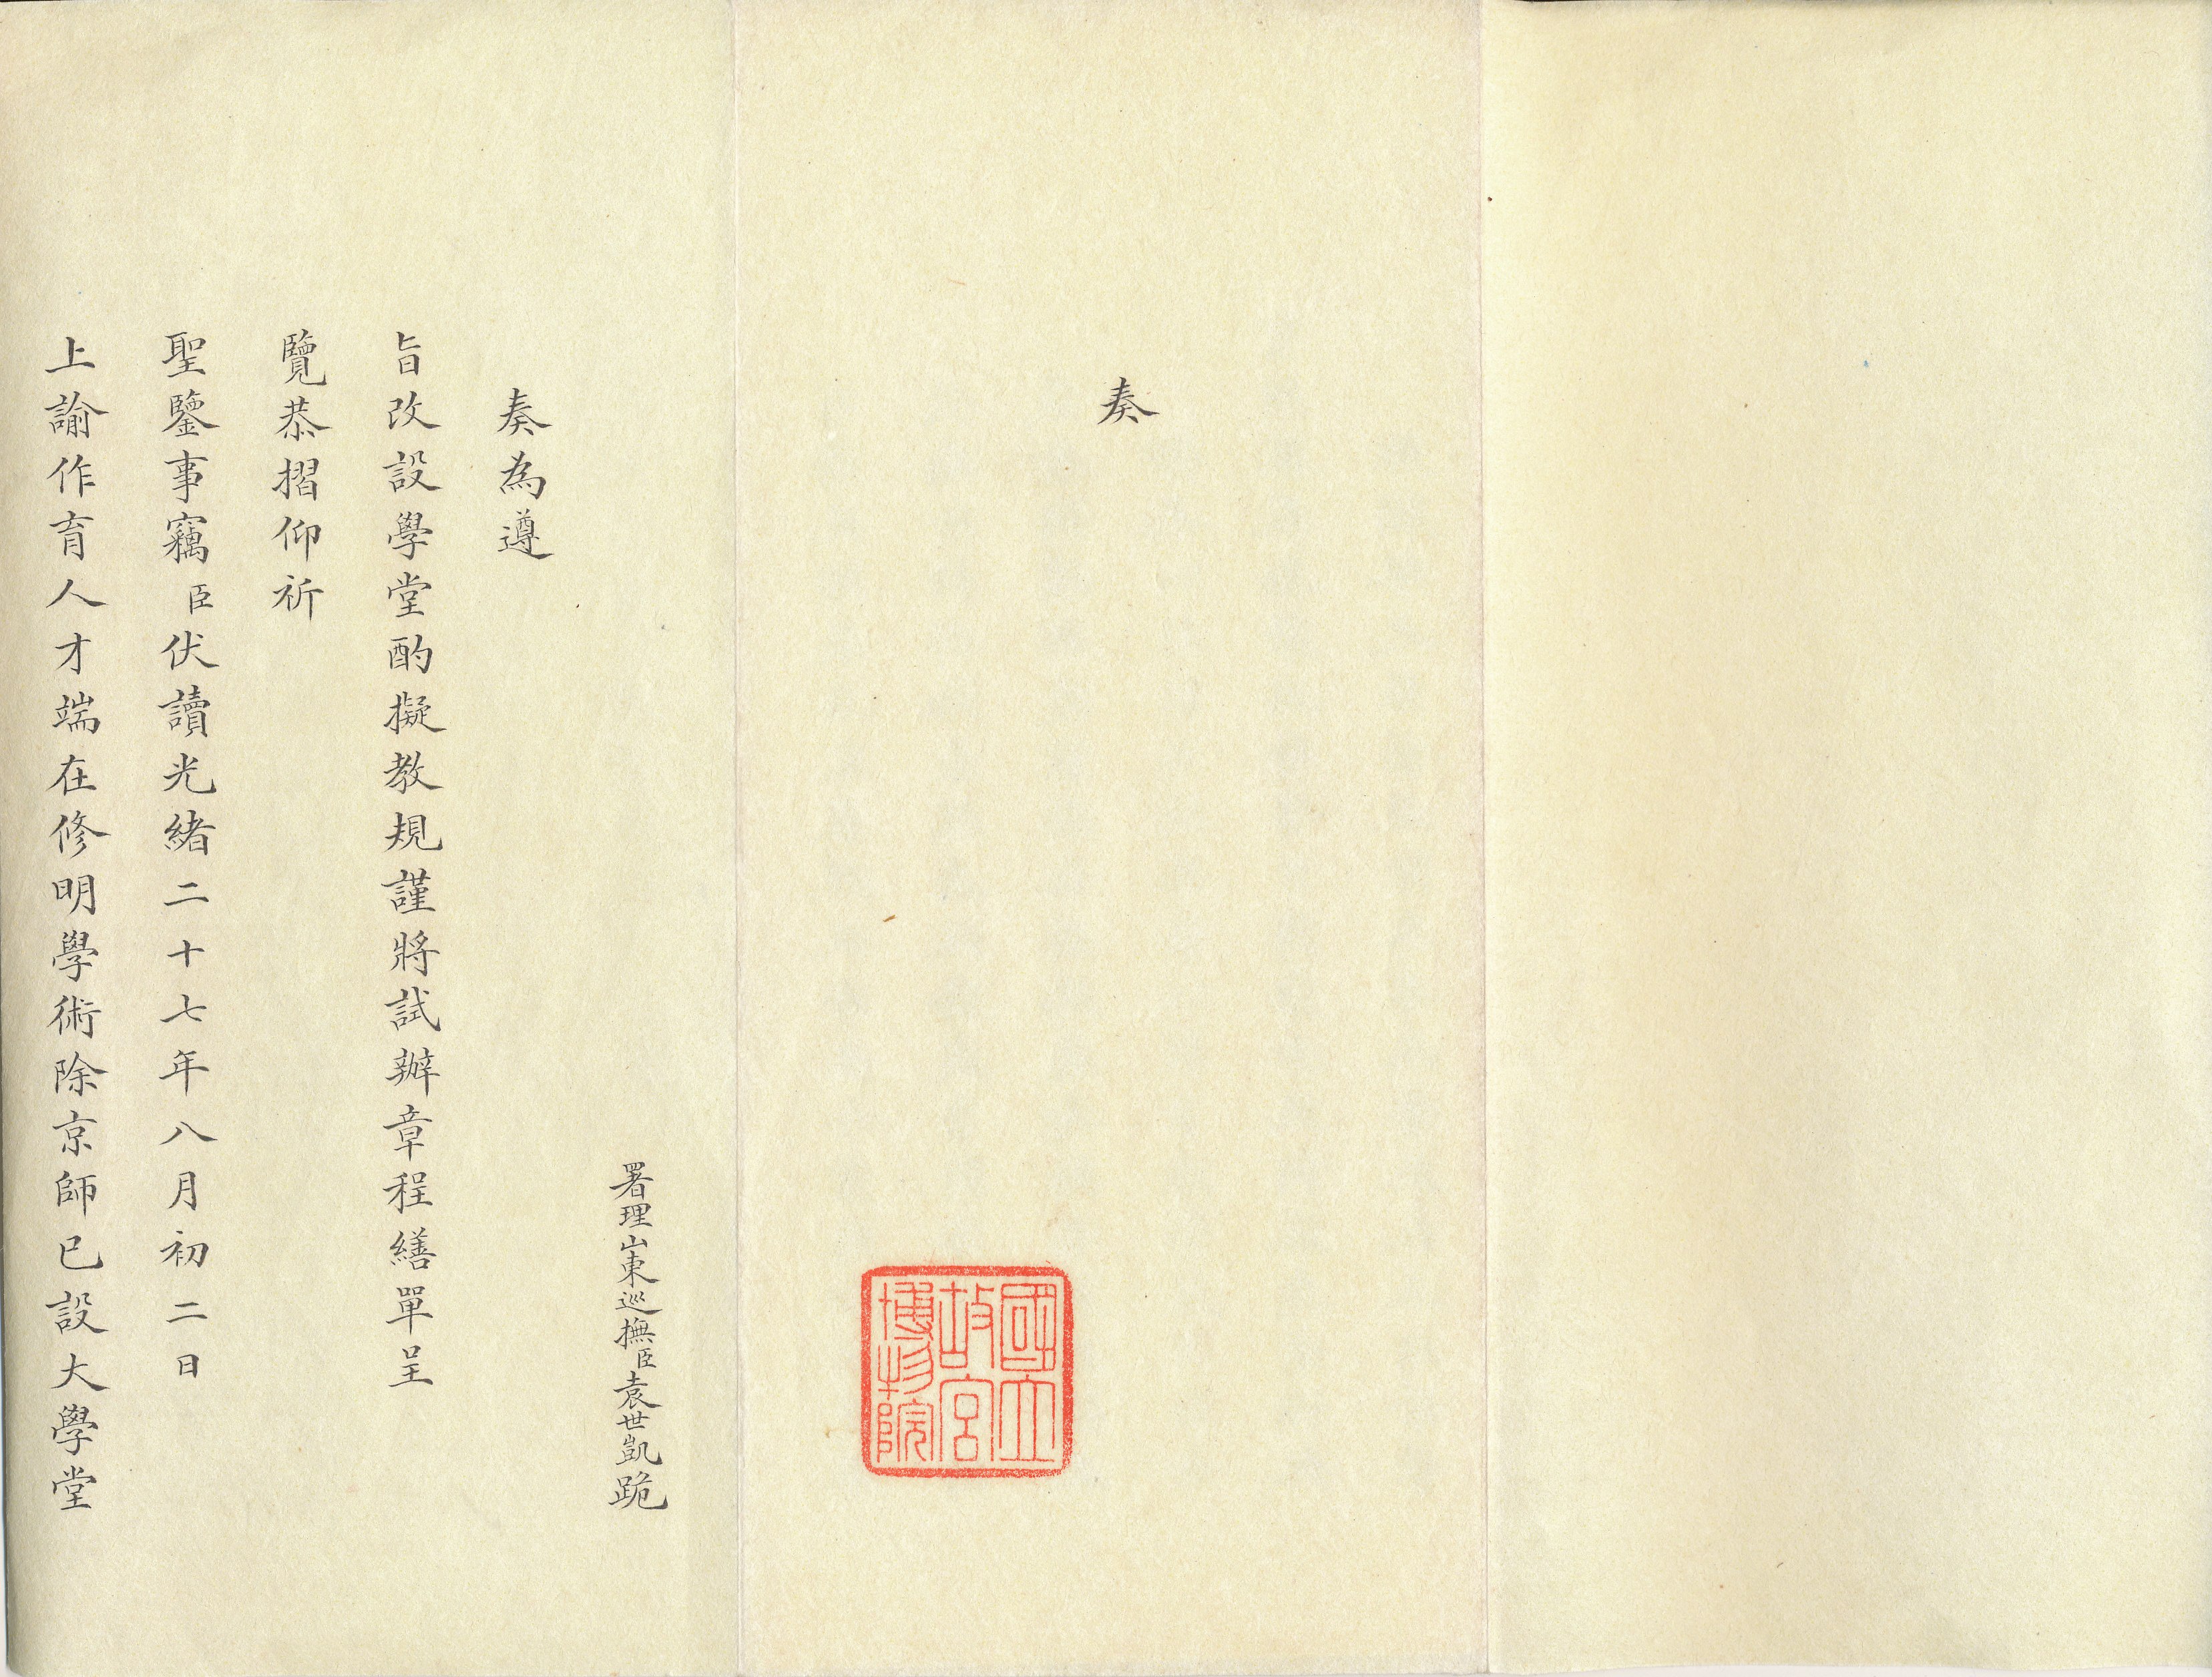 奏
國立
故宮
博物院
署理山東巡撫臣袁世凱跪
奏為遵
旨改設學堂酌擬教規謹將試辦章程繕單呈
覽恭摺仰祈
聖鑒事竊臣伏讀光緒二十七年八月初二日
上諭作育人才端在修明學術除京師已設大學堂